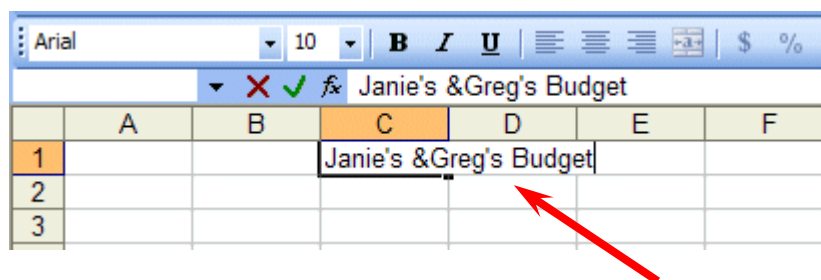 Arial 10 B I U $ %
fx Janie's &Greg's Budget
A B C D E F
1 Janie's &Greg's Budget
2
3